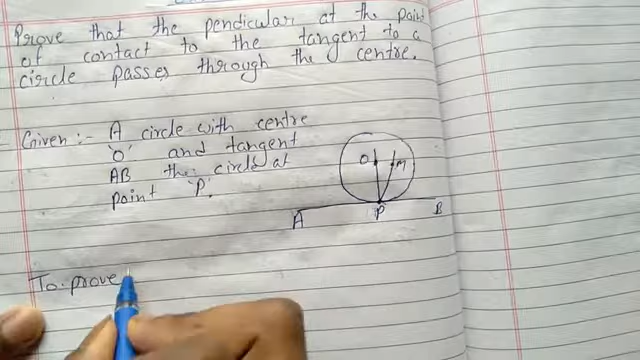 Prove that the pendicular at the point
of contact to the tangent to a
circle passes through the centre.
Given :- A circle with centre
'O' and tangent
AB the circle at
point 'P'.
O M
A P B
To prove